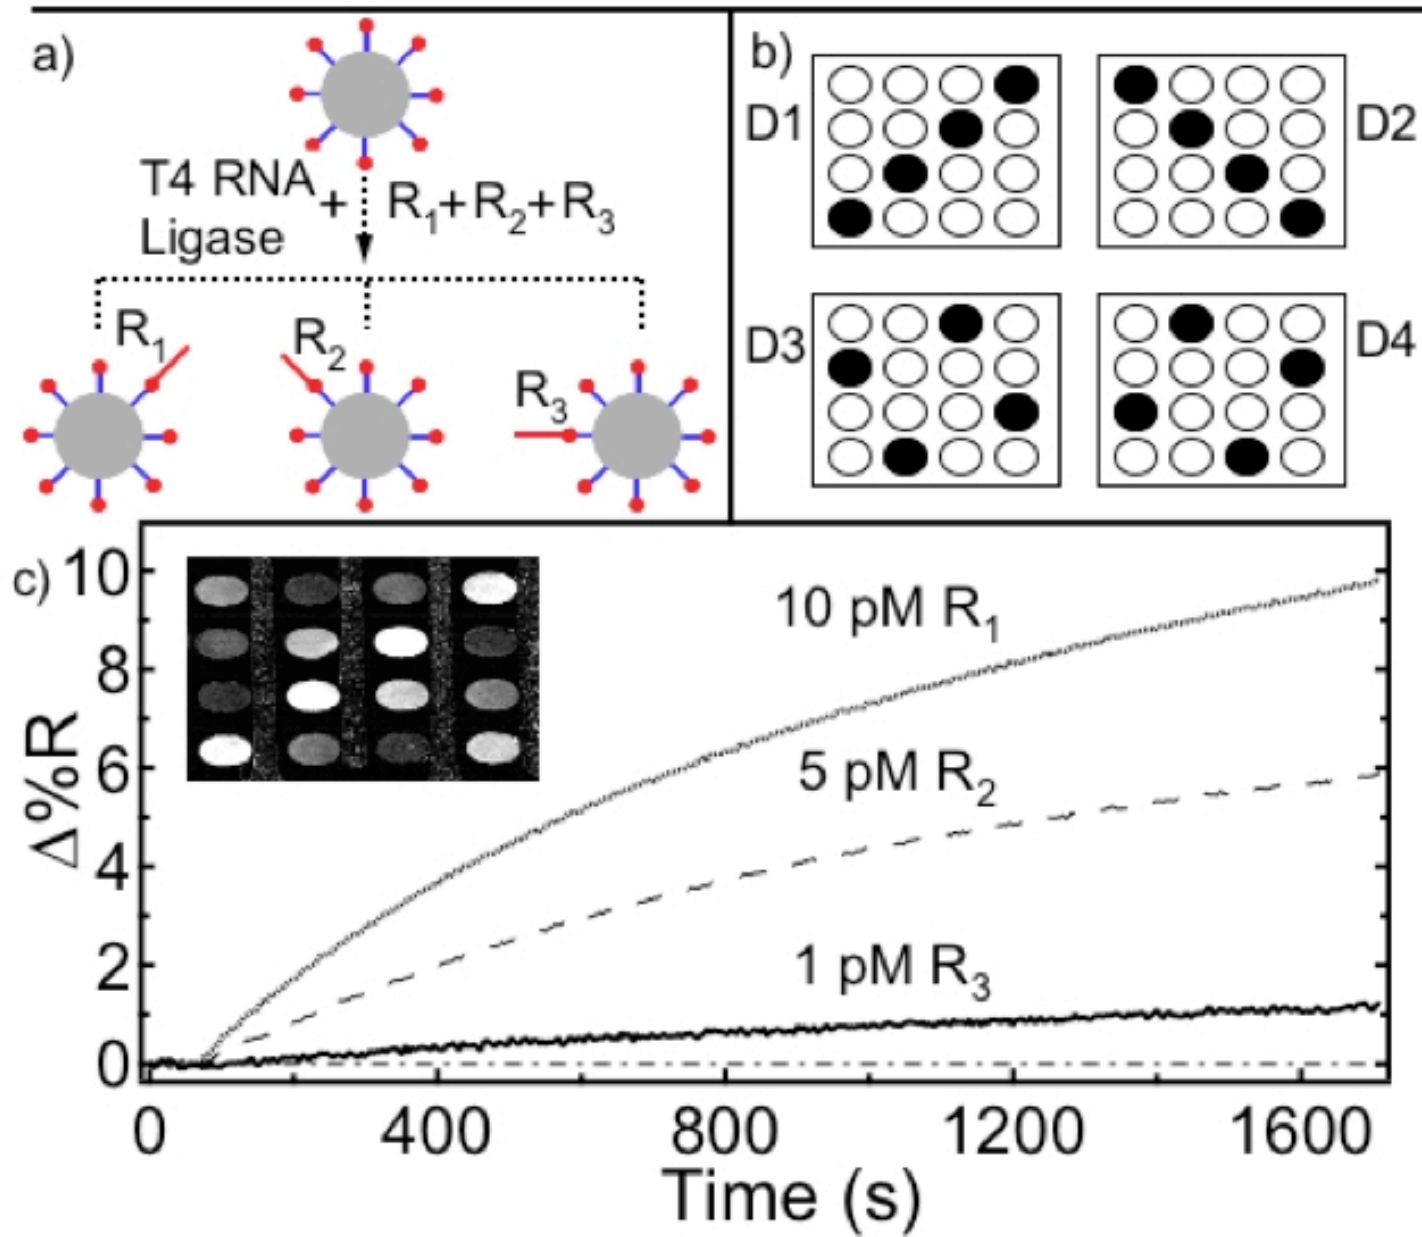 a)
T4 RNA
Ligase
+
R1+R2+R3
R1
R2
R3
b)
D1
D2
D3
D4
c)
10
8
6
4
2
0
Δ%R
10 pM R1
5 pM R2
1 pM R3
0
400
800
1200
1600
Time (s)